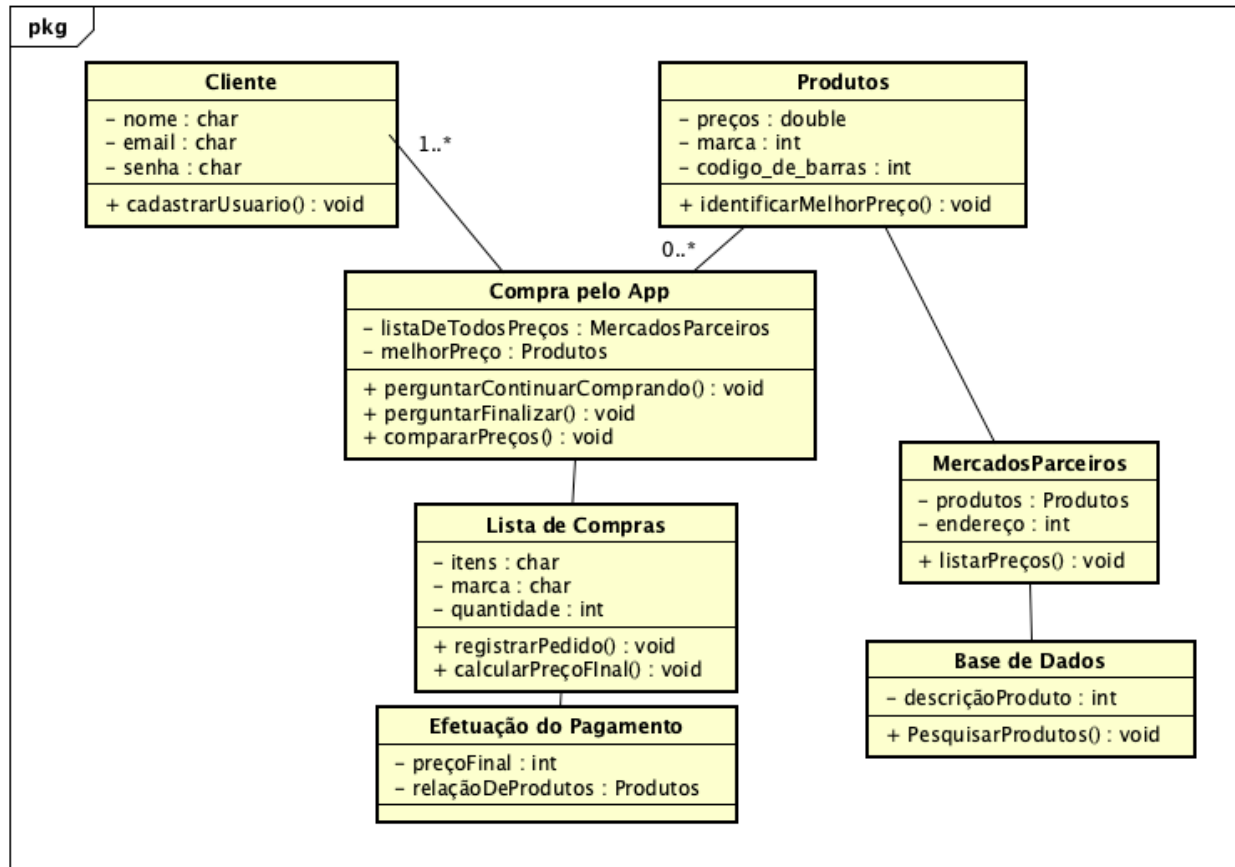 pkg
Cliente
- nome : char
- email : char
- senha : char
+ cadastrarUsuario() : void
1..*
Produtos
- preços : double
- marca : int
- codigo_de_barras : int
+ identificarMelhorPreço() : void
0..*
Compra pelo App
- listaDeTodosPreços : MercadosParceiros
- melhorPreço : Produtos
+ perguntarContinuarComprando() : void
+ perguntarFinalizar() : void
+ compararPreços() : void
MercadosParceiros
- produtos : Produtos
- endereço : int
+ listarPreços() : void
Lista de Compras
- itens : char
- marca : char
- quantidade : int
+ registrarPedido() : void
+ calcularPreçoFInal() : void
Base de Dados
- descriçãoProduto : int
+ PesquisarProdutos() : void
Efetuação do Pagamento
- preçoFinal : int
- relaçãoDeProdutos : Produtos